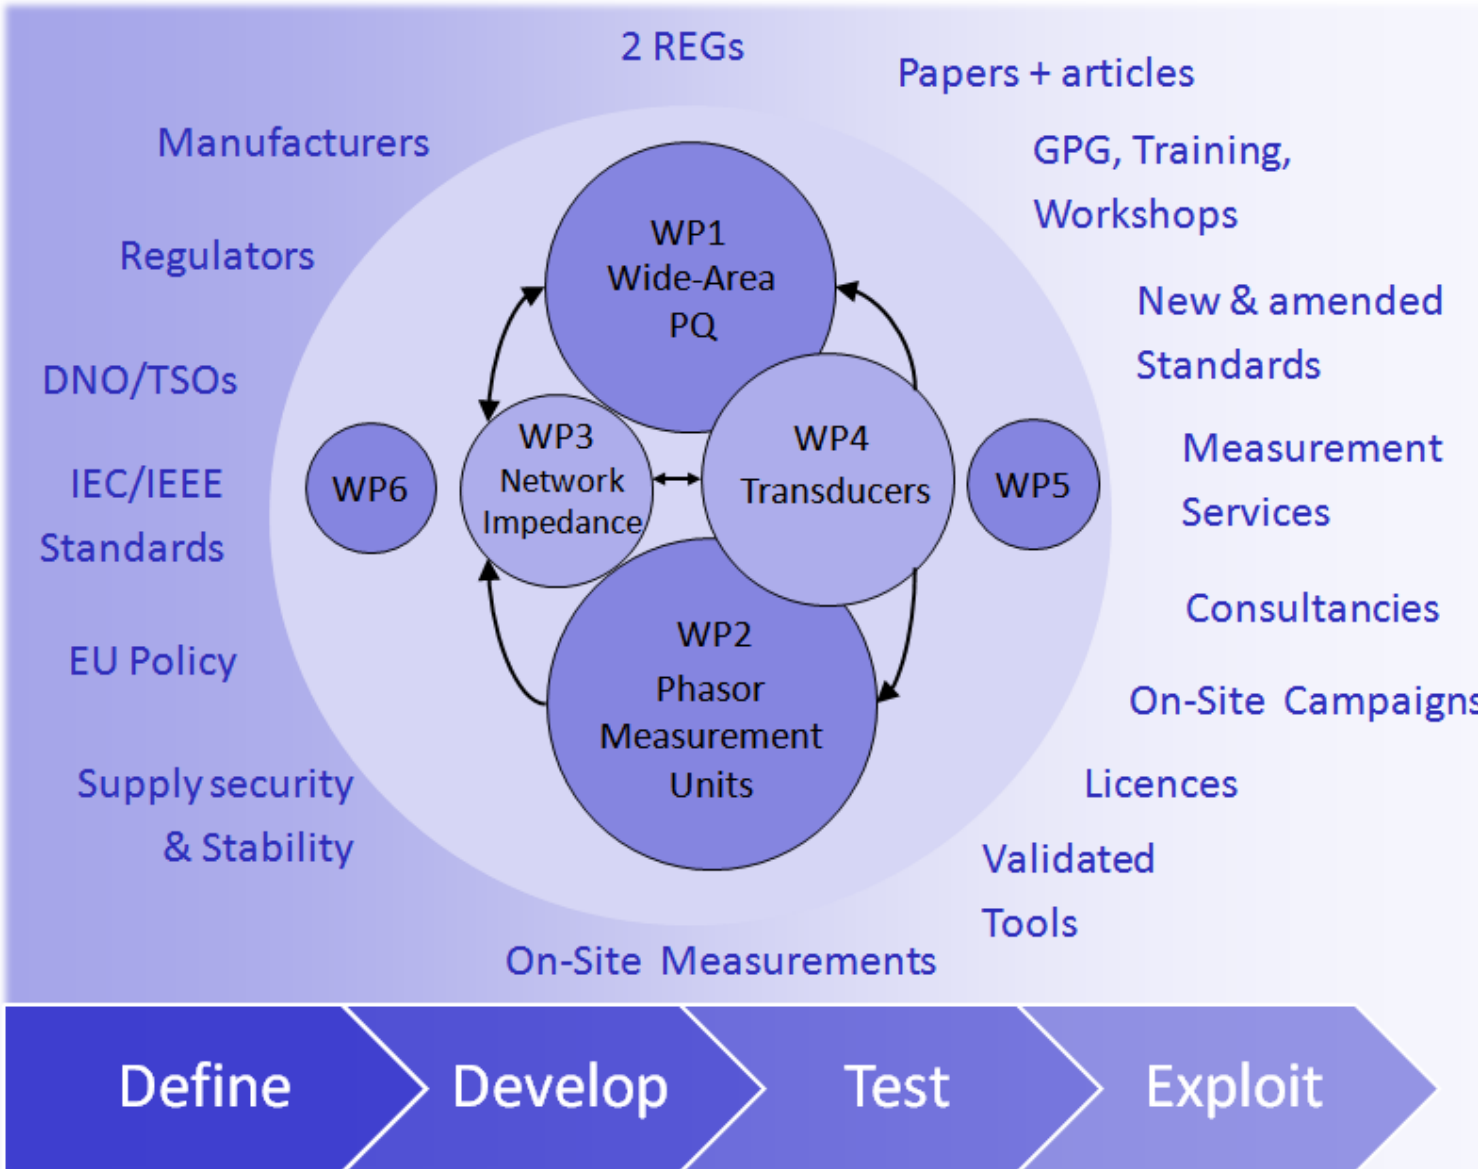 2 REGs
Papers + articles
Manufacturers
GPG, Training,
Workshops
Regulators
New & amended
Standards
DNO/TSOs
Measurement
Services
IEC/IEEE
Standards
Consultancies
EU Policy
On-Site Campaigns
Supply security
& Stability
Licences
Validated
Tools
On-Site Measurements
WP1
Wide-Area
PQ
WP3
Network
Impedance
WP4
Transducers
WP6
WP5
WP2
Phasor
Measurement
Units
Define
Develop
Test
Exploit